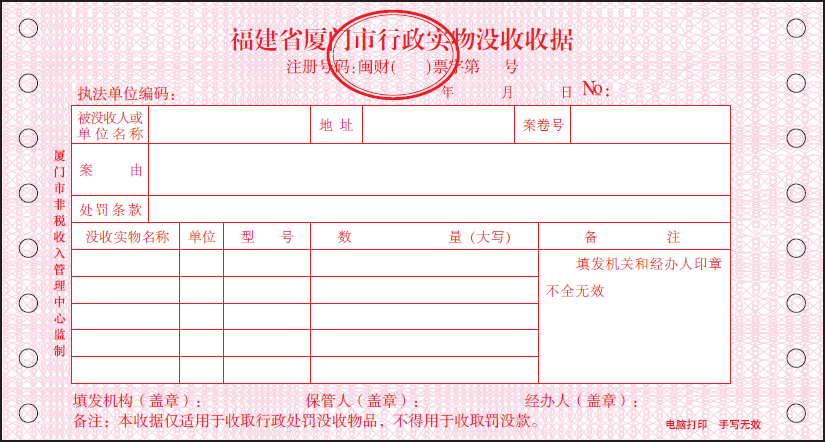 福建省厦门市行政实物没收收据
注册号码:闽财( )票字第 号
执法单位编码: 年 月 日 №:
被没收人或单位名称 地址 案卷号
案由
处罚条款
没收实物名称 单位 型号 数量(大写) 备注
填发机关和经办人印章
不全无效
厦门市非税收入管理中心监制
填发机构(盖章): 保管人(盖章): 经办人(盖章):
备注:本收据仅适用于收取行政处罚没收物品,不得用于收取罚没款。
电脑打印 手写无效